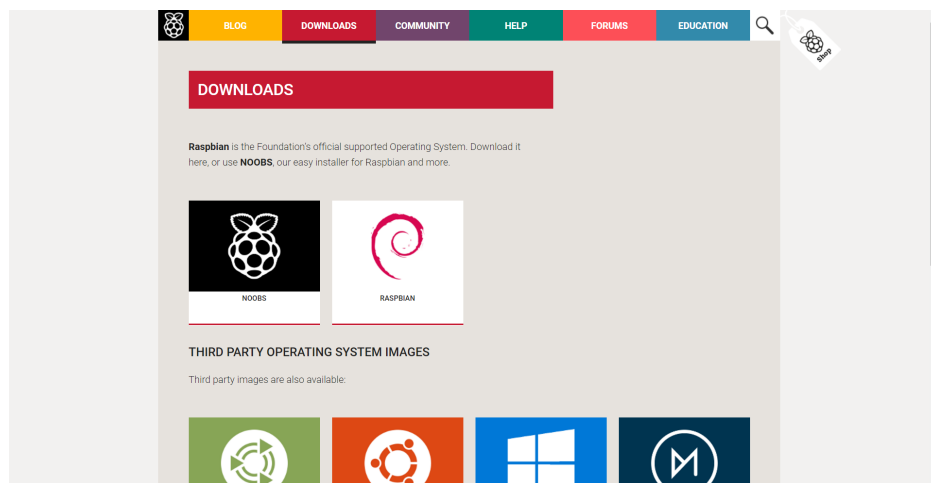 BLOG DOWNLOADS COMMUNITY HELP FORUMS EDUCATION
Shop
DOWNLOADS
Raspbian is the Foundation's official supported Operating System. Download it
here, or use NOOBS, our easy installer for Raspbian and more.
NOOBS RASPBIAN
THIRD PARTY OPERATING SYSTEM IMAGES
Third party images are also available: